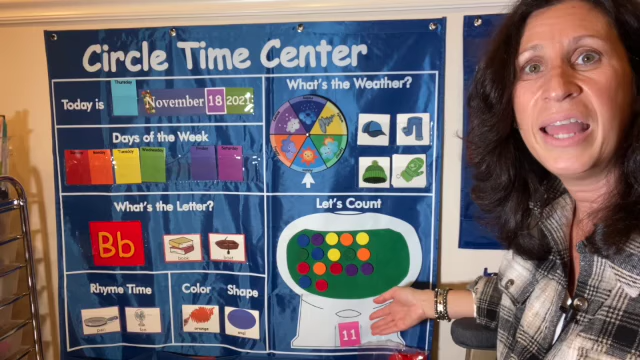 Circle Time Center
Thursday
Today is November 18 2021
What's the Weather?
Days of the Week
Tuesday Wednesday
What's the Letter?
Let's Count
Bb
Rhyme Time
Color Shape
orange
11